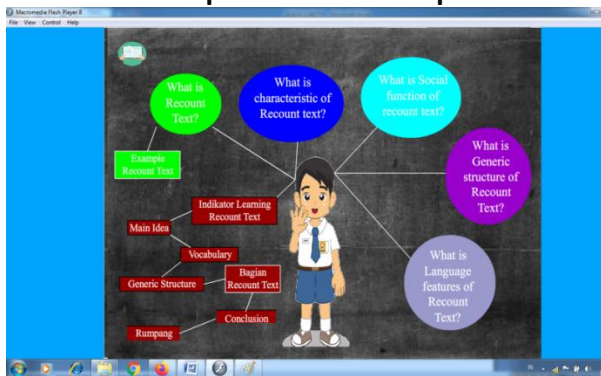 Macromedia Flash Player 8
File View Control Help
What is
Recount
Text?
What is
characteristic of
Recount text?
What is Social
function of
recount text?
What is
Generic
structure of
Recount
Text?
What is
Language
features of
Recount
Text?
Example
Recount Text
Indikator Learning
Recount Text
Main Idea
Vocabulary
Generic Structure
Bagian
Recount Text
Conclusion
Rumpang